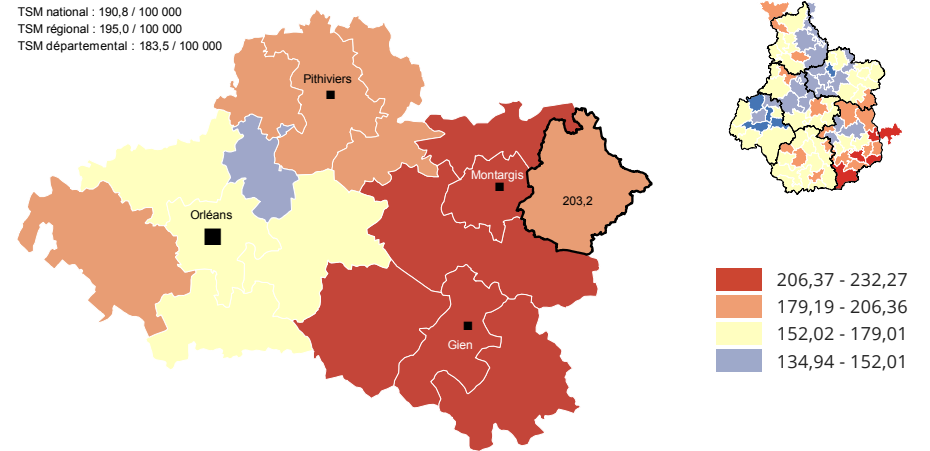 TSM national : 190,8 / 100 000
TSM régional : 195,0 / 100 000
TSM départemental : 183,5 / 100 000
Pithiviers
Montargis
203,2
Orléans
Gien
206,37 - 232,27
179,19 - 206,36
152,02 - 179,01
134,94 - 152,01